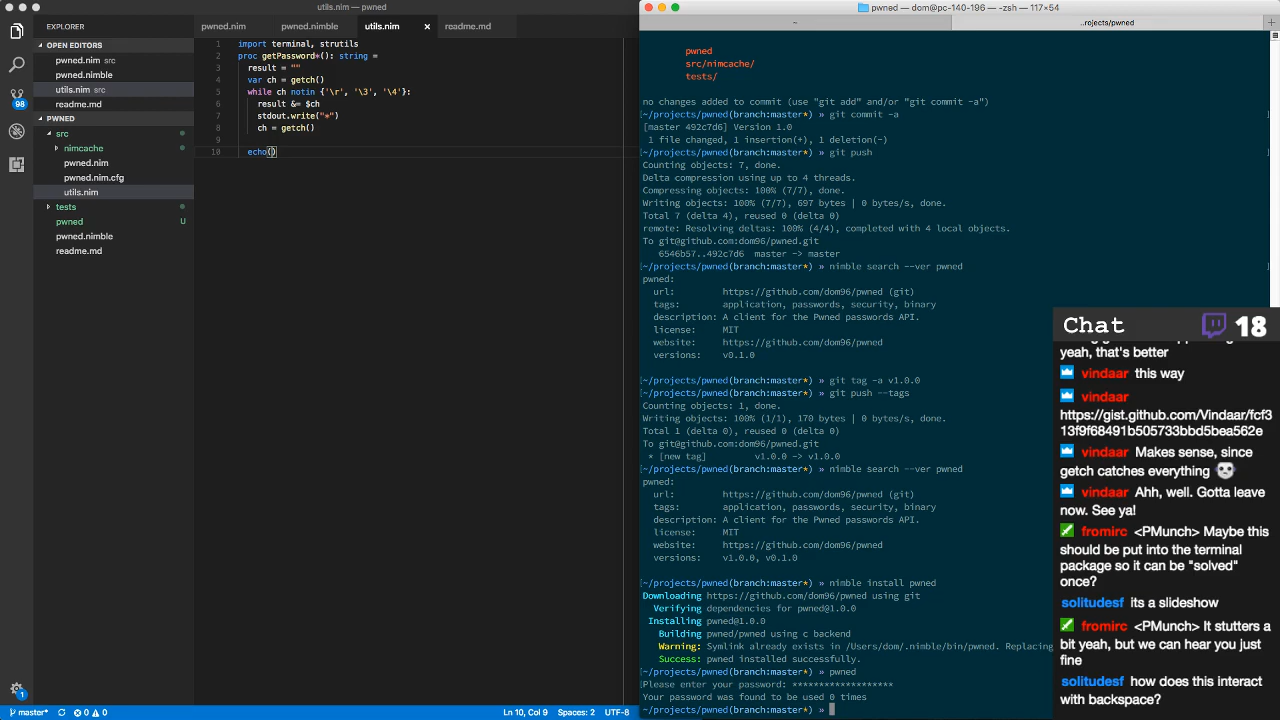 utils.nim — pwned
EXPLORER
OPEN EDITORS
pwned.nim src
pwned.nimble
utils.nim src
readme.md
PWNED
src
nimcache
pwned.nim
pwned.nim.cfg
utils.nim
tests
pwned U
pwned.nimble
readme.md
98
1
pwned.nim
pwned.nimble
utils.nim ×
readme.md
1 import terminal, strutils
2 proc getPassword*(): string =
3 result = ""
4 var ch = getch()
5 while ch notin {'\r', '\3', '\4'}:
6 result &= $ch
7 stdout.write("*")
8 ch = getch()
9
10 echo()
master* 0 0 Ln 10, Col 9 Spaces: 2 UTF-8
pwned — dom@pc-140-196 — -zsh — 117×54
~
..rojects/pwned
pwned
src/nimcache/
tests/
no changes added to commit (use "git add" and/or "git commit -a")
[~/projects/pwned(branch:master*) » git commit -a
[master 492c7d6] Version 1.0
1 file changed, 1 insertion(+), 1 deletion(-)
[~/projects/pwned(branch:master*) » git push
Counting objects: 7, done.
Delta compression using up to 4 threads.
Compressing objects: 100% (7/7), done.
Writing objects: 100% (7/7), 697 bytes | 0 bytes/s, done.
Total 7 (delta 4), reused 0 (delta 0)
remote: Resolving deltas: 100% (4/4), completed with 4 local objects.
To git@github.com:dom96/pwned.git
6546b57..492c7d6 master -> master
[~/projects/pwned(branch:master*) » nimble search --ver pwned
pwned:
url: https://github.com/dom96/pwned (git)
tags: application, passwords, security, binary
description: A client for the Pwned passwords API.
license: MIT
website: https://github.com/dom96/pwned
versions: v0.1.0
[~/projects/pwned(branch:master*) » git tag -a v1.0.0
[~/projects/pwned(branch:master*) » git push --tags
Counting objects: 1, done.
Writing objects: 100% (1/1), 170 bytes | 0 bytes/s, done.
Total 1 (delta 0), reused 0 (delta 0)
To git@github.com:dom96/pwned.git
* [new tag] v1.0.0 -> v1.0.0
[~/projects/pwned(branch:master*) » nimble search --ver pwned
pwned:
url: https://github.com/dom96/pwned (git)
tags: application, passwords, security, binary
description: A client for the Pwned passwords API.
license: MIT
website: https://github.com/dom96/pwned
versions: v1.0.0, v0.1.0
[~/projects/pwned(branch:master*) » nimble install pwned
Downloading https://github.com/dom96/pwned using git
Verifying dependencies for pwned@1.0.0
Installing pwned@1.0.0
Building pwned/pwned using c backend
Warning: Symlink already exists in /Users/dom/.nimble/bin/pwned. Replacing
Success: pwned installed successfully.
[~/projects/pwned(branch:master*) » pwned
Please enter your password: *******************
Your password was found to be used 0 times
~/projects/pwned(branch:master*) »
Chat 18
yeah, that's better
vindaar this way
vindaar
https://gist.github.com/Vindaar/fcf3
13f9f68491b505733bbd5bea562e
vindaar Makes sense, since
getch catches everything
vindaar Ahh, well. Gotta leave
now. See ya!
fromirc <PMunch> Maybe this
should be put into the terminal
package so it can be "solved"
once?
solitudesf its a slideshow
fromirc <PMunch> It stutters a
bit yeah, but we can hear you just
fine
solitudesf how does this interact
with backspace?